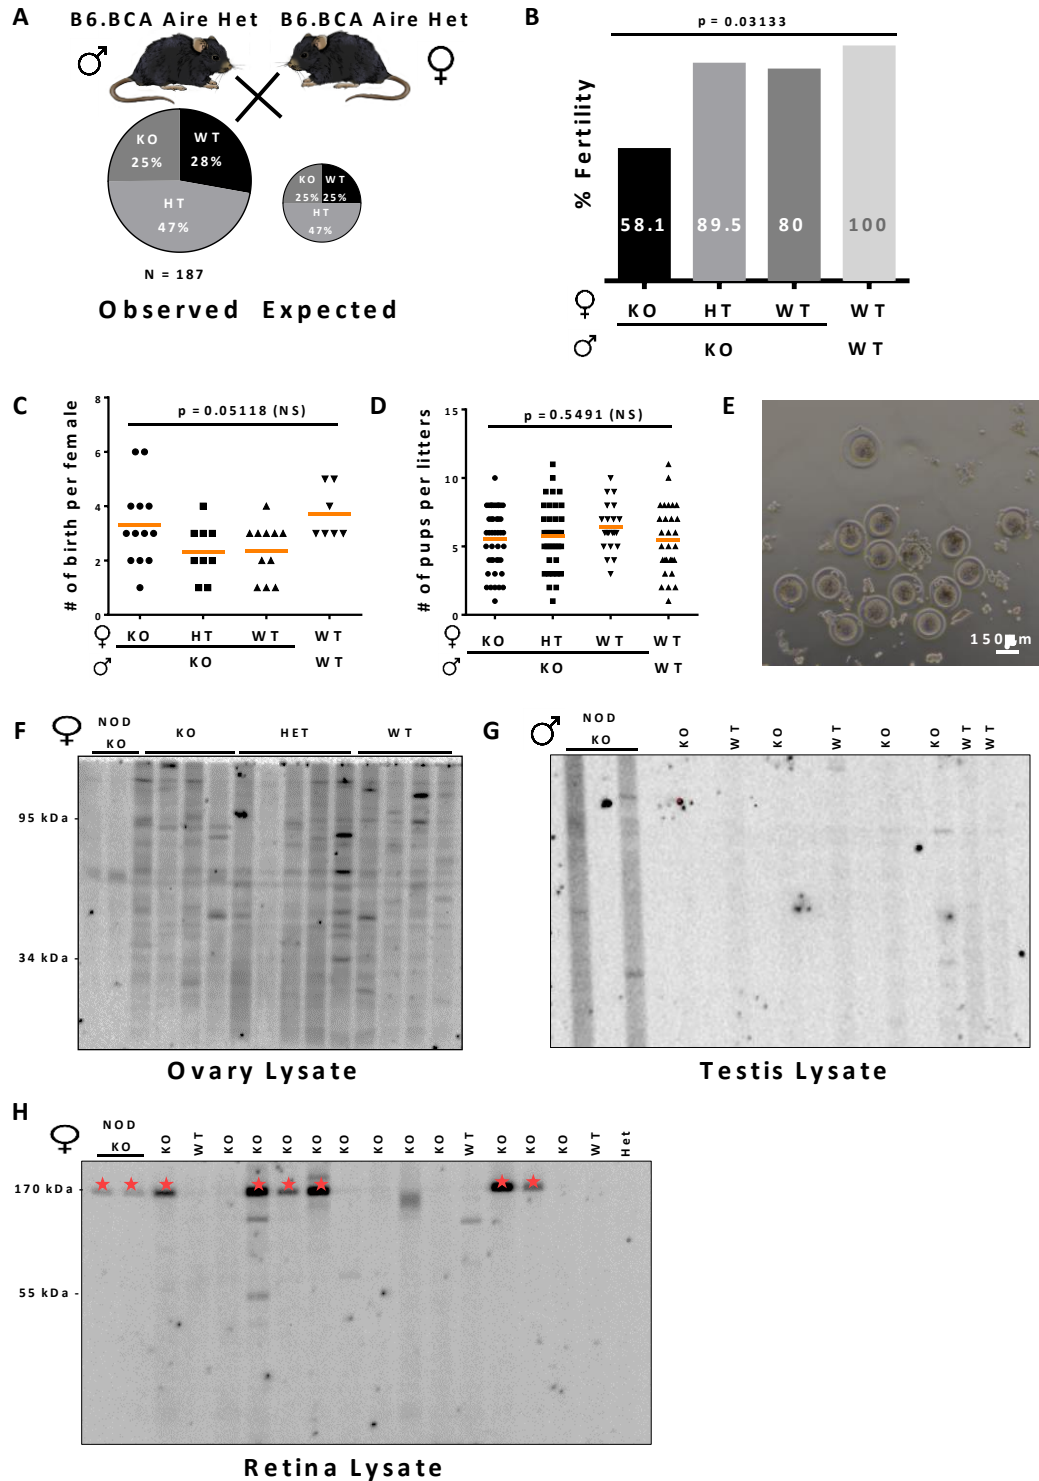 A
B6.BCA Aire Het B6.BCA Aire Het
♂ ♀
KO
25%
WT
28%
HT
47%
KO
25%
WT
25%
HT
47%
N = 187
Observed Expected
B
p = 0.03133
% Fertility
58.1 89.5 80 100
♀ KO HT WT WT
♂ KO WT
C
p = 0.05118 (NS)
# of birth per female
8
6
4
2
0
♀ KO HT WT WT
♂ KO WT
D
p = 0.5491 (NS)
# of pups per litters
15
10
5
0
♀ KO HT WT WT
♂ KO WT
E
F
♀ NOD KO KO HET WT
95 kDa -
34 kDa -
Ovary Lysate
G
♂ NOD KO KO WT KO WT KO KO WT WT
Testis Lysate
H
♀ NOD KO KO WT KO KO KO KO KO KO KO KO WT KO KO KO WT Het
170 kDa -
55 kDa -
Retina Lysate